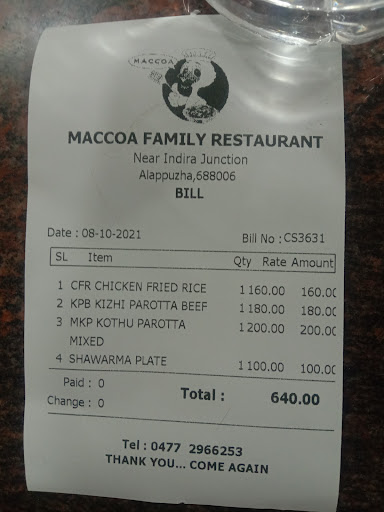 MACCOA
MACCOA FAMILY RESTAURANT
Near Indira Junction
Alappuzha,688006
BILL
Date : 08-10-2021 Bill No : CS3631
SL Item Qty Rate Amount
1 CFR CHICKEN FRIED RICE 1 160.00 160.00
2 KPB KIZHI PAROTTA BEEF 1 180.00 180.00
3 MKP KOTHU PAROTTA 1 200.00 200.00
MIXED
4 SHAWARMA PLATE 1 100.00 100.00
Paid : 0 Total : 640.00
Change : 0
Tel : 0477 2966253
THANK YOU... COME AGAIN